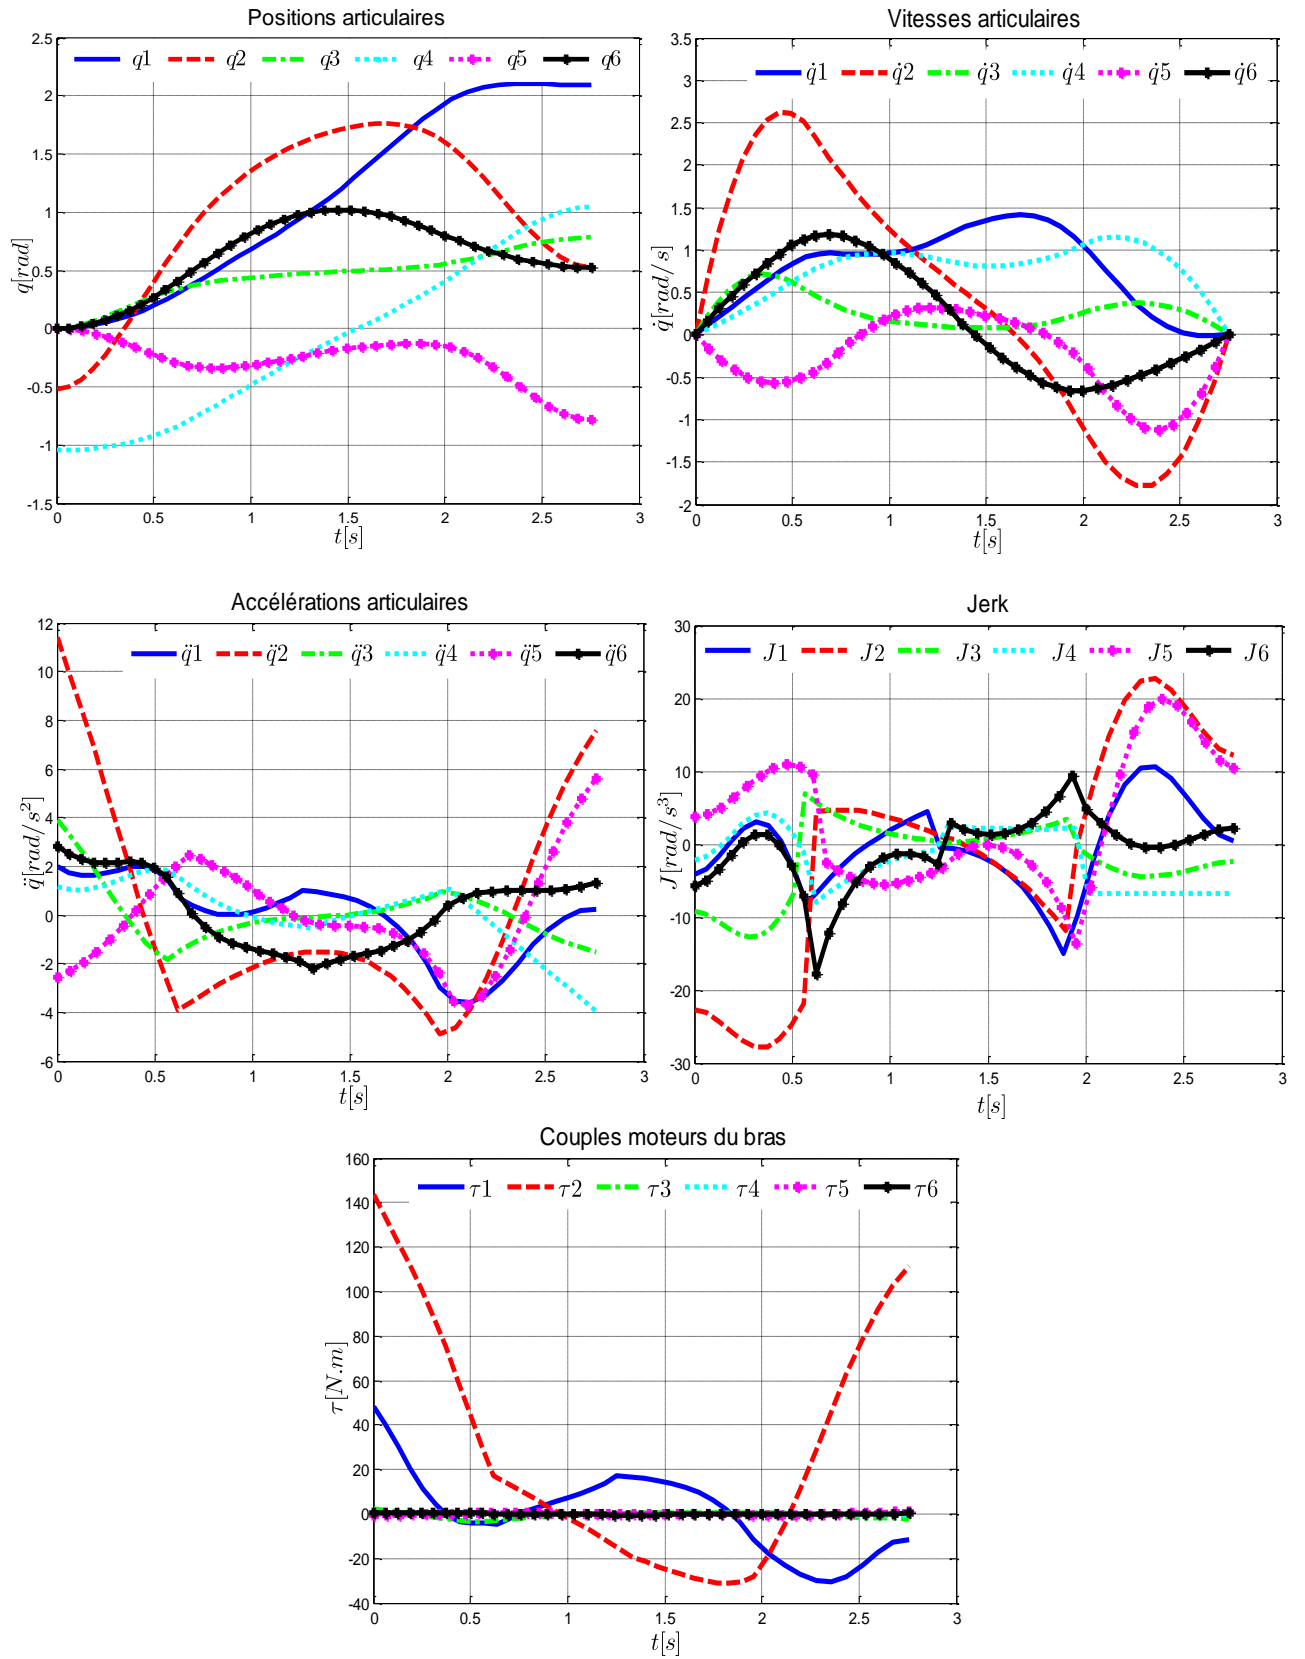 Positions articulaires
2.5
2
1.5
1
0.5
0
-0.5
-1
-1.5
q1 q2 q3 q4 q5 q6
q[rad]
0 0.5 1 1.5 2 2.5 3
t[s]
Vitesses articulaires
3.5
3
2.5
2
1.5
1
0.5
0
-0.5
-1
-1.5
-2
q̇1 q̇2 q̇3 q̇4 q̇5 q̇6
q̇[rad/s]
0 0.5 1 1.5 2 2.5 3
t[s]
Accélérations articulaires
12
10
8
6
4
2
0
-2
-4
-6
q̈1 q̈2 q̈3 q̈4 q̈5 q̈6
q̈[rad/s²]
0 0.5 1 1.5 2 2.5 3
t[s]
Jerk
30
20
10
0
-10
-20
-30
J1 J2 J3 J4 J5 J6
J[rad/s³]
0 0.5 1 1.5 2 2.5 3
t[s]
Couples moteurs du bras
160
140
120
100
80
60
40
20
0
-20
-40
τ1 τ2 τ3 τ4 τ5 τ6
τ[N.m]
0 0.5 1 1.5 2 2.5 3
t[s]